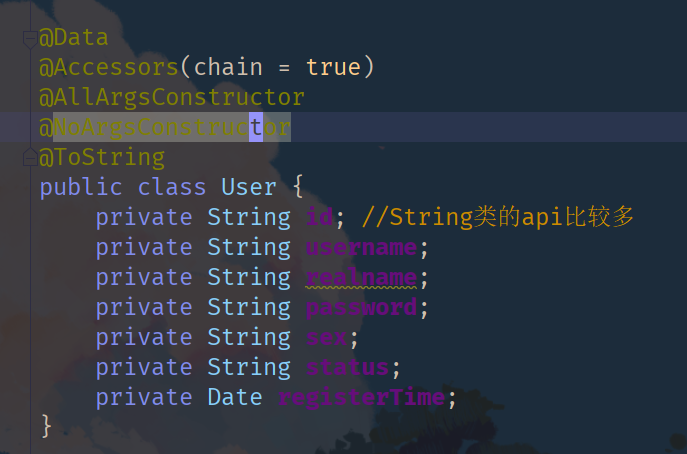 @Data
@Accessors(chain = true)
@AllArgsConstructor
@NoArgsConstructor
@ToString
public class User {
    private String id; //String类的api比较多
    private String username;
    private String realname;
    private String password;
    private String sex;
    private String status;
    private Date registerTime;
}